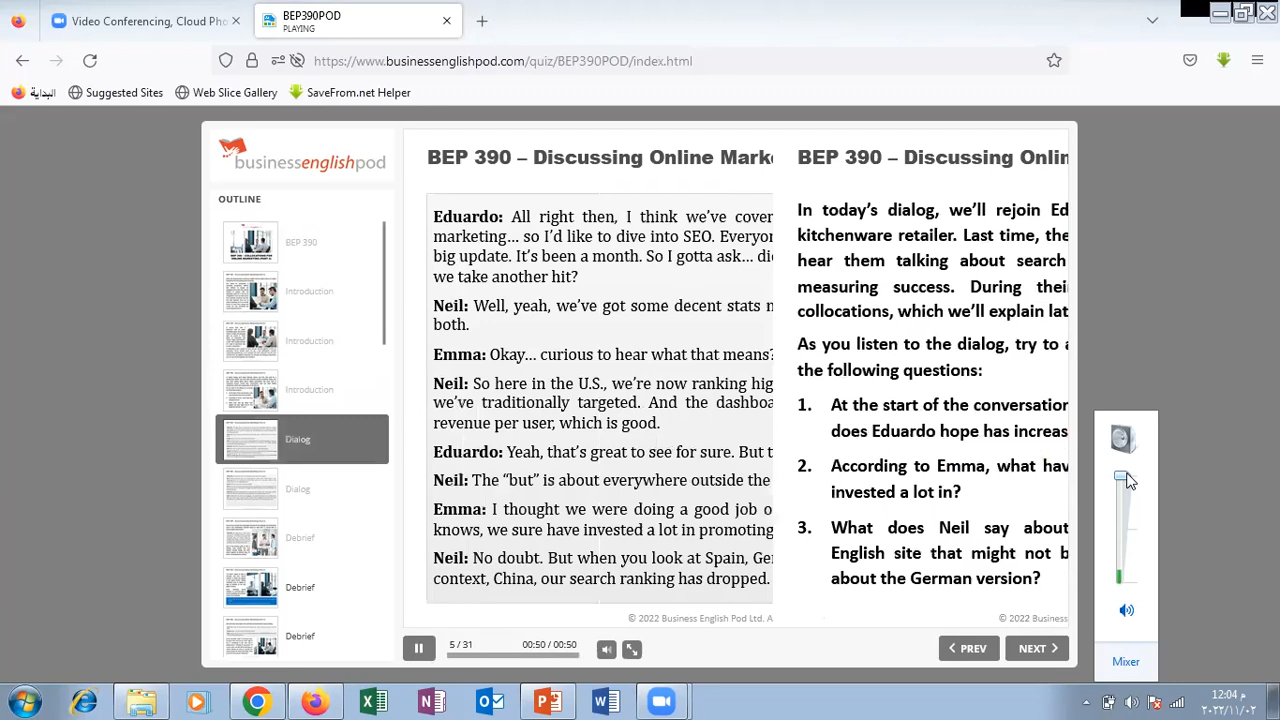 Video Conferencing, Cloud Pho
BEP390POD
PLAYING
https://www.businessenglishpod.com/quiz/BEP390POD/index.html
البداية
Suggested Sites
Web Slice Gallery
SaveFrom.net Helper
businessenglishpod
OUTLINE
BEP 390
Introduction
Introduction
Introduction
Dialog
Dialog
Debrief
Debrief
Debrief
BEP 390 – Discussing Online Marke
Eduardo: All right then, I think we've cover
marketing... so I'd like to dive into SEO. Everyon
big update. It's been a month. So I gotta ask... did
we take another hit?
Neil: Well yeah, we've got some recent stats
both.
Emma: Okay... curious to hear what that means?
Neil: So here in the U.S., we're now ranking hig
we've traditionally targeted. And the dashboa
revenue per user, which is good.
Eduardo: that's great to see for sure. But t
Neil: The "but" is about everywhere outside the
Emma: I thought we were doing a good job o
knows, we've invested a lot in promoting
Neil: No doubt. But when you look at Spain, Ge
context, China, our search ranking has dropped.
© 2022 Business English Pod Ltd.
BEP 390 – Discussing Onlin
In today's dialog, we'll rejoin Ed
kitchenware retailer. Last time, the
hear them talking about search
measuring success. During thei
collocations, which we'll explain lat
As you listen to the dialog, try to a
the following questions:
1. At the start of the conversation
does Eduardo hope has increas
2. According to Emma, what hav
invested a lot in?
3. What does Neil say about
English site that might not b
about the German version?
© 2022 Business
5 / 31
00:50 / 00:50
PREV
NEXT
Mixer
12:04 م
٢٠٢٢/١١/٠٢